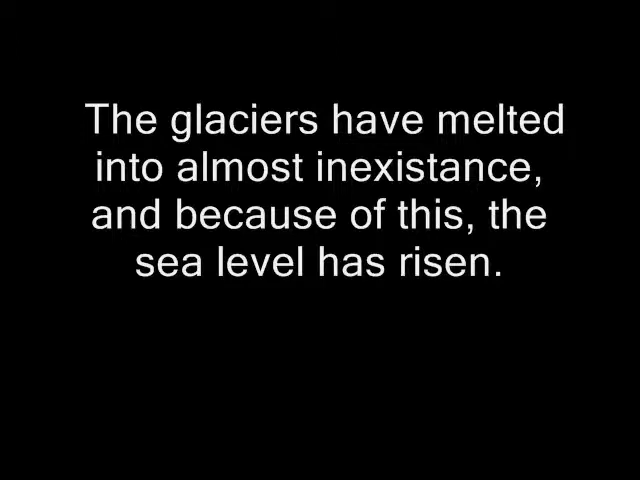 The glaciers have melted
into almost inexistance,
and because of this, the
sea level has risen.